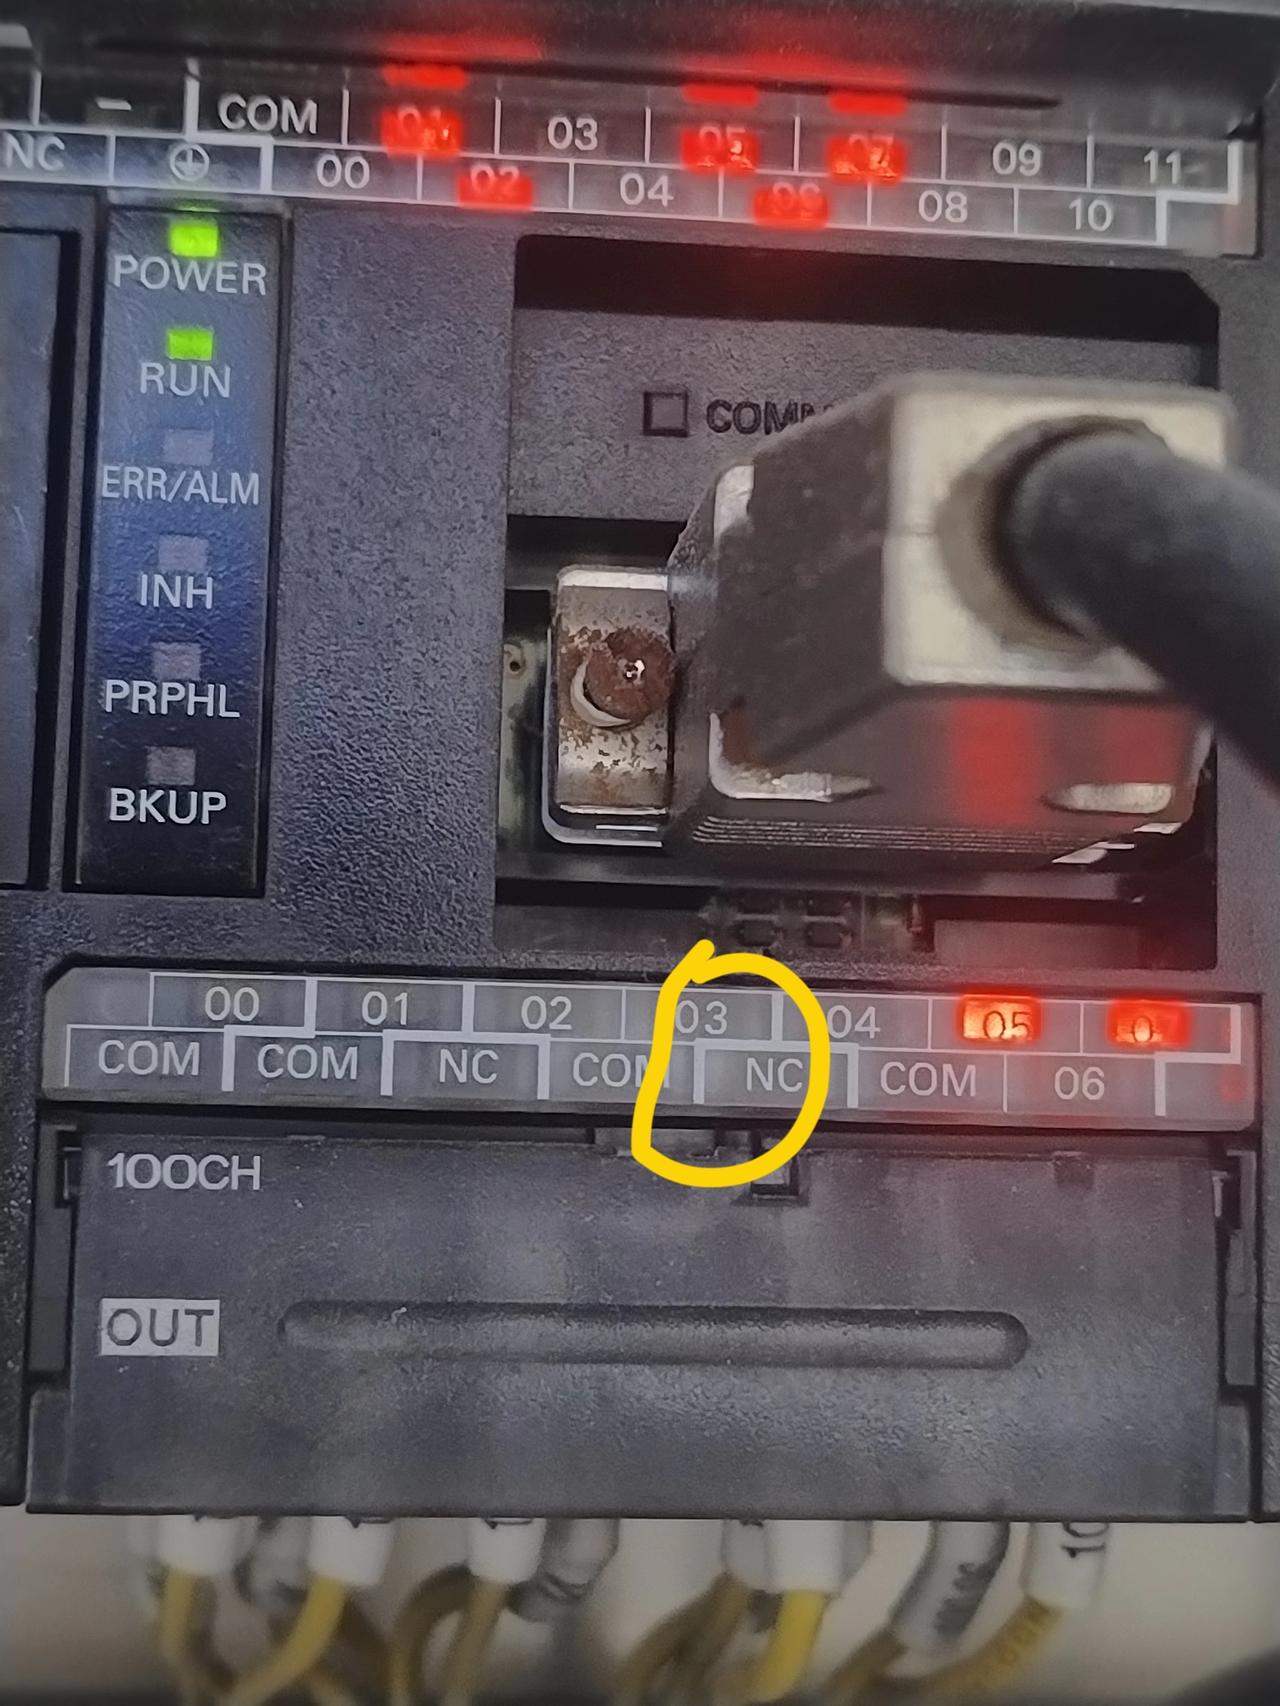 COM 01 03 05 07 09 11
NC 00 02 04 06 08 10
POWER
RUN
COMM
ERR/ALM
INH
PRPHL
BKUP
00 01 02 03 04 05 07
COM COM NC COM NC COM 06
100CH
OUT